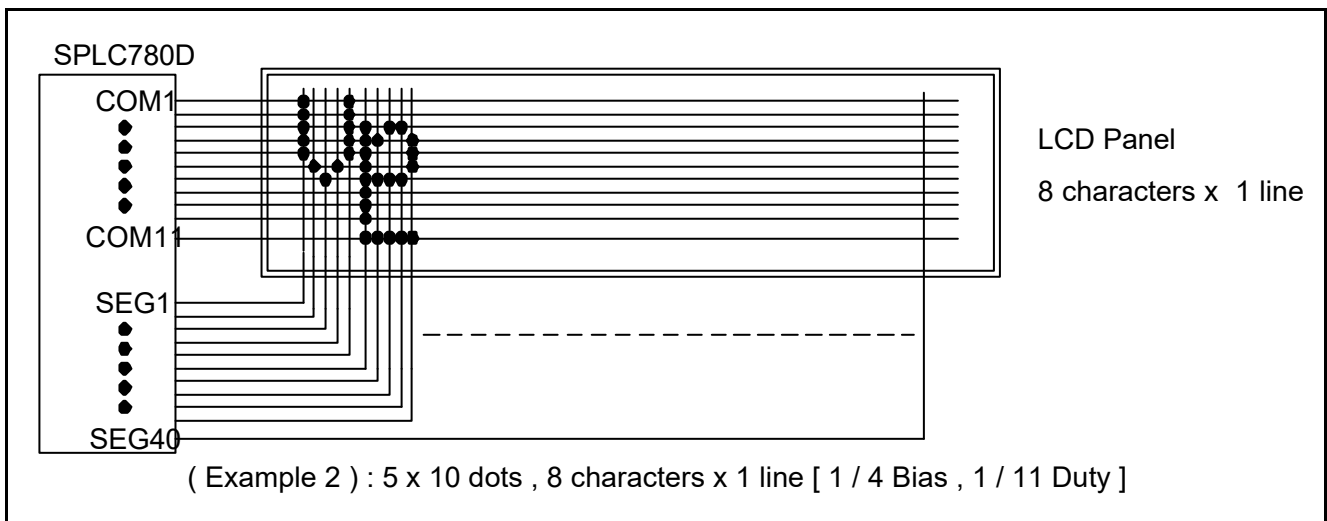 SPLC780D
COM1
COM11
SEG1
SEG40
LCD Panel
8 characters x 1 line
( Example 2 ) : 5 x 10 dots , 8 characters x 1 line [ 1 / 4 Bias , 1 / 11 Duty ]